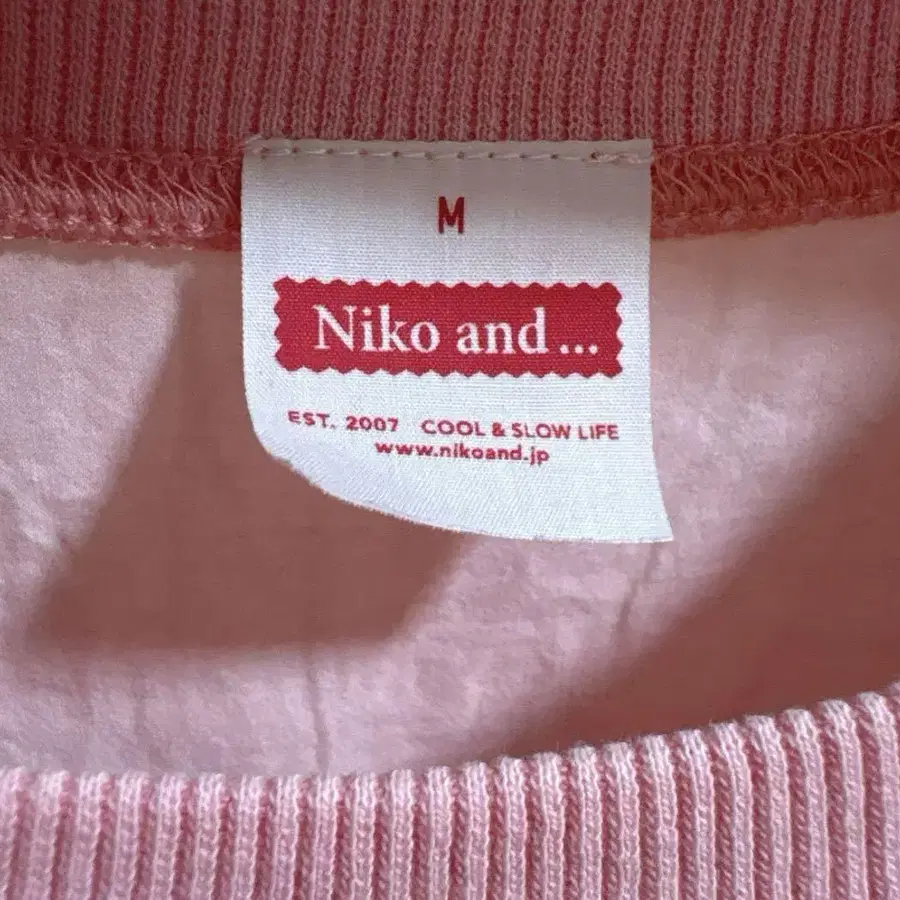 M
Niko and ...
EST. 2007 COOL & SLOW LIFE
www.nikoand.jp